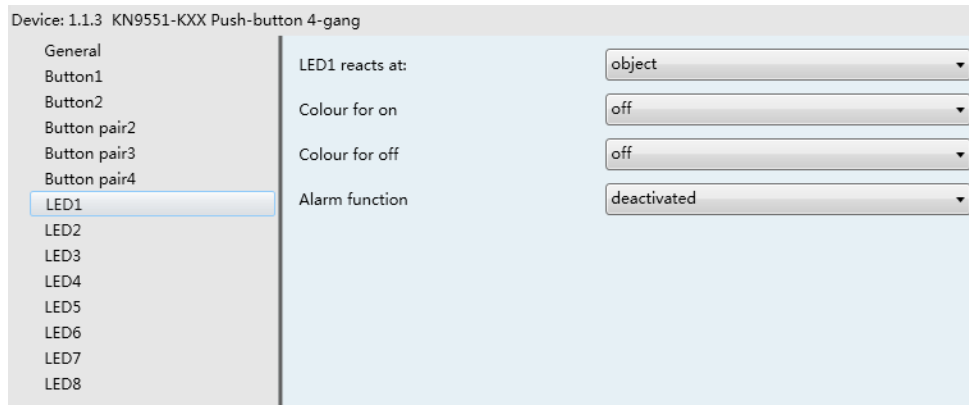 Device: 1.1.3 KN9551-KXX Push-button 4-gang
General
Button1
Button2
Button pair2
Button pair3
Button pair4
LED1
LED2
LED3
LED4
LED5
LED6
LED7
LED8
LED1 reacts at: object
Colour for on off
Colour for off off
Alarm function deactivated